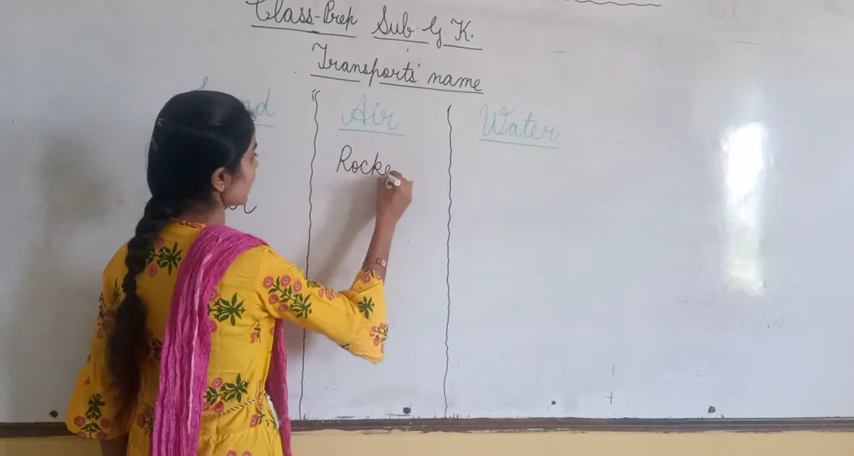 Class-Prep Sub-G.K.
Transports' name
Air Water
Rocke